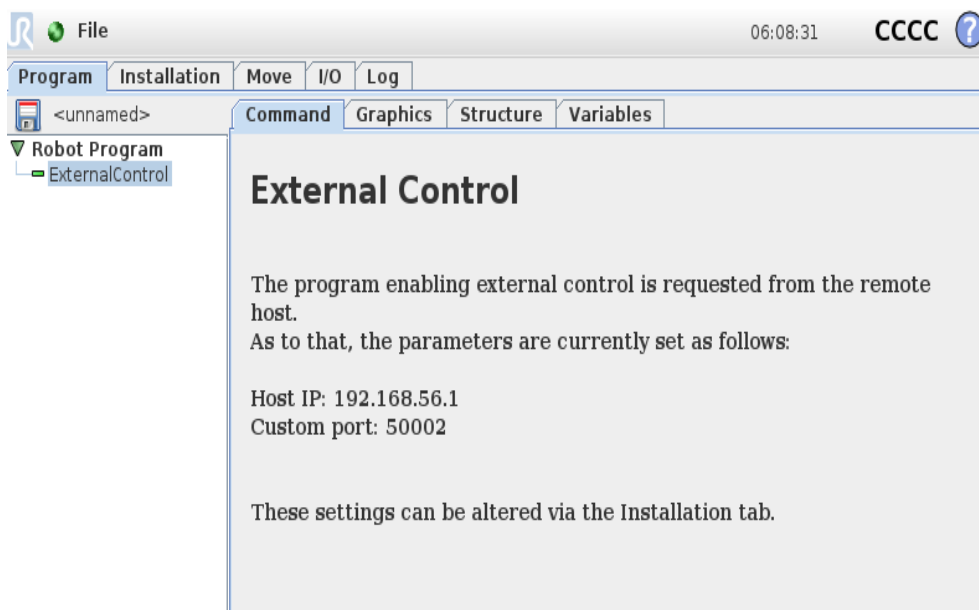 File 06:08:31 CCCC ?
Program Installation Move I/O Log
<unnamed> Command Graphics Structure Variables
Robot Program
ExternalControl
External Control
The program enabling external control is requested from the remote
host.
As to that, the parameters are currently set as follows:
Host IP: 192.168.56.1
Custom port: 50002
These settings can be altered via the Installation tab.